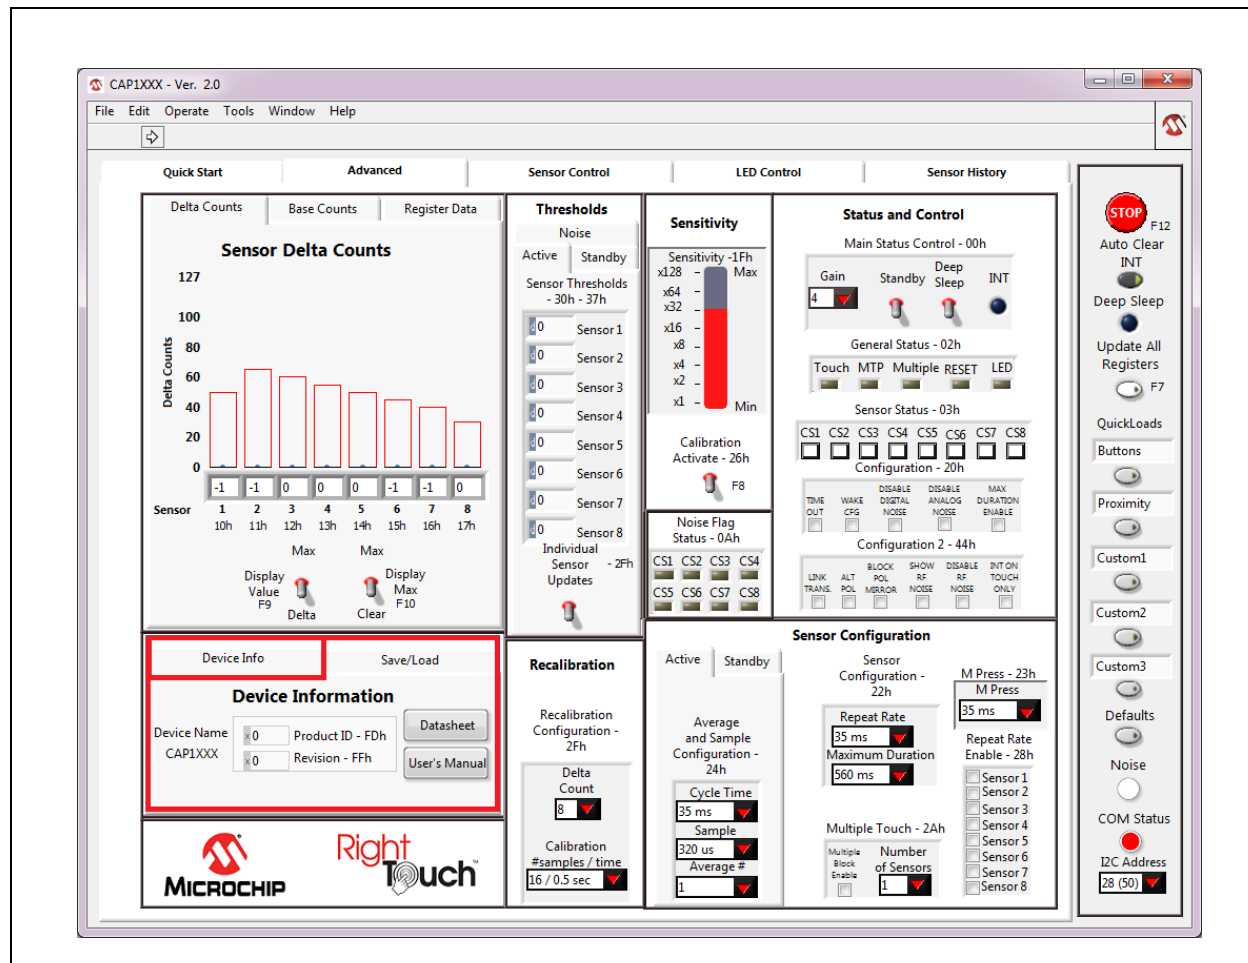 CAP1XXX - Ver. 2.0
File Edit Operate Tools Window Help
Quick Start Advanced Sensor Control LED Control Sensor History
Delta Counts Base Counts Register Data
Sensor Delta Counts
Delta Counts
127
100
80
60
40
20
0
-1 -1 0 0 0 -1 -1 0
Sensor 1 2 3 4 5 6 7 8
10h 11h 12h 13h 14h 15h 16h 17h
Max Max
Display Value F9
Delta
Display Max F10
Clear
Thresholds
Noise
Active Standby
Sensor Thresholds
- 30h - 37h
0 Sensor 1
0 Sensor 2
0 Sensor 3
0 Sensor 4
0 Sensor 5
0 Sensor 6
0 Sensor 7
0 Sensor 8
Individual
Sensor - 2Fh
Updates
Sensitivity
Sensitivity -1Fh
x128 Max
x64
x32
x16
x8
x4
x2
x1 Min
Calibration
Activate - 26h
F8
Noise Flag
Status - 0Ah
CS1 CS2 CS3 CS4
CS5 CS6 CS7 CS8
Status and Control
Main Status Control - 00h
Gain Standby Deep Sleep INT
4
General Status - 02h
Touch MTP Multiple RESET LED
Sensor Status - 03h
CS1 CS2 CS3 CS4 CS5 CS6 CS7 CS8
Configuration - 20h
TIME OUT
WAKE CFG
DISABLE DIGITAL NOISE
DISABLE ANALOG NOISE
MAX DURATION ENABLE
Configuration 2 - 44h
LINK TRANS.
ALT POL
BLOCK POL MIRROR
SHOW RF NOISE
DISABLE RF NOISE
INT ON TOUCH ONLY
Device Info Save/Load
Device Information
Device Name
CAP1XXX
x 0 Product ID - FDh
x 0 Revision - FFh
Datasheet
User's Manual
MICROCHIP
Right
Touch™
Recalibration
Recalibration
Configuration -
2Fh
Delta
Count
8
Calibration
#samples / time
16 / 0.5 sec
Sensor Configuration
Active Standby
Average
and Sample
Configuration -
24h
Cycle Time
35 ms
Sample
320 us
Average #
1
Sensor
Configuration -
22h
Repeat Rate
35 ms
Maximum Duration
560 ms
Multiple Touch - 2Ah
Multiple Block Enable
Number of Sensors
1
M Press - 23h
M Press
35 ms
Repeat Rate
Enable - 28h
Sensor 1
Sensor 2
Sensor 3
Sensor 4
Sensor 5
Sensor 6
Sensor 7
Sensor 8
STOP F12
Auto Clear
INT
Deep Sleep
Update All
Registers
F7
QuickLoads
Buttons
Proximity
Custom1
Custom2
Custom3
Defaults
Noise
COM Status
I2C Address
28 (50)